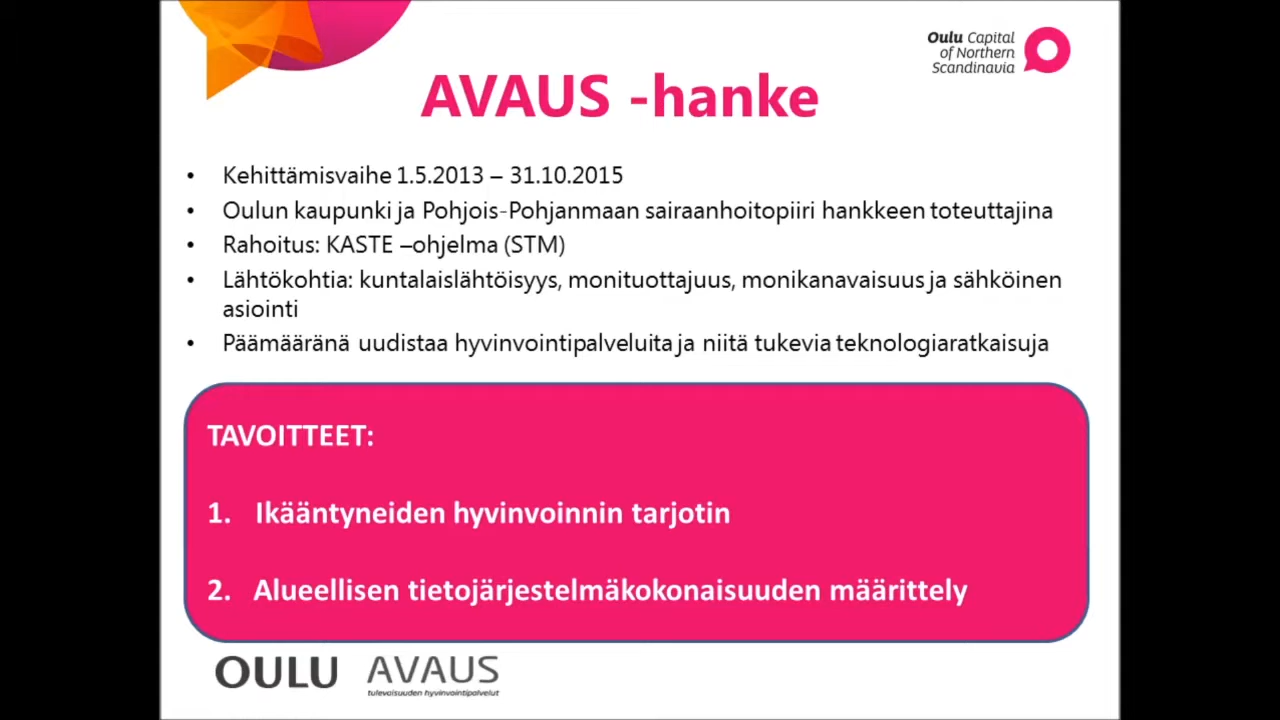 Oulu Capital
of Northern
Scandinavia
AVAUS -hanke
• Kehittämisvaihe 1.5.2013 – 31.10.2015
• Oulun kaupunki ja Pohjois-Pohjanmaan sairaanhoitopiiri hankkeen toteuttajina
• Rahoitus: KASTE –ohjelma (STM)
• Lähtökohtia: kuntalaislähtöisyys, monituottajuus, monikanavaisuus ja sähköinen
asiointi
• Päämääränä uudistaa hyvinvointipalveluita ja niitä tukevia teknologiaratkaisuja
TAVOITTEET:
1. Ikääntyneiden hyvinvoinnin tarjotin
2. Alueellisen tietojärjestelmäkokonaisuuden määrittely
OULU AVAUS
tulevaisuuden hyvinvointipalvelut